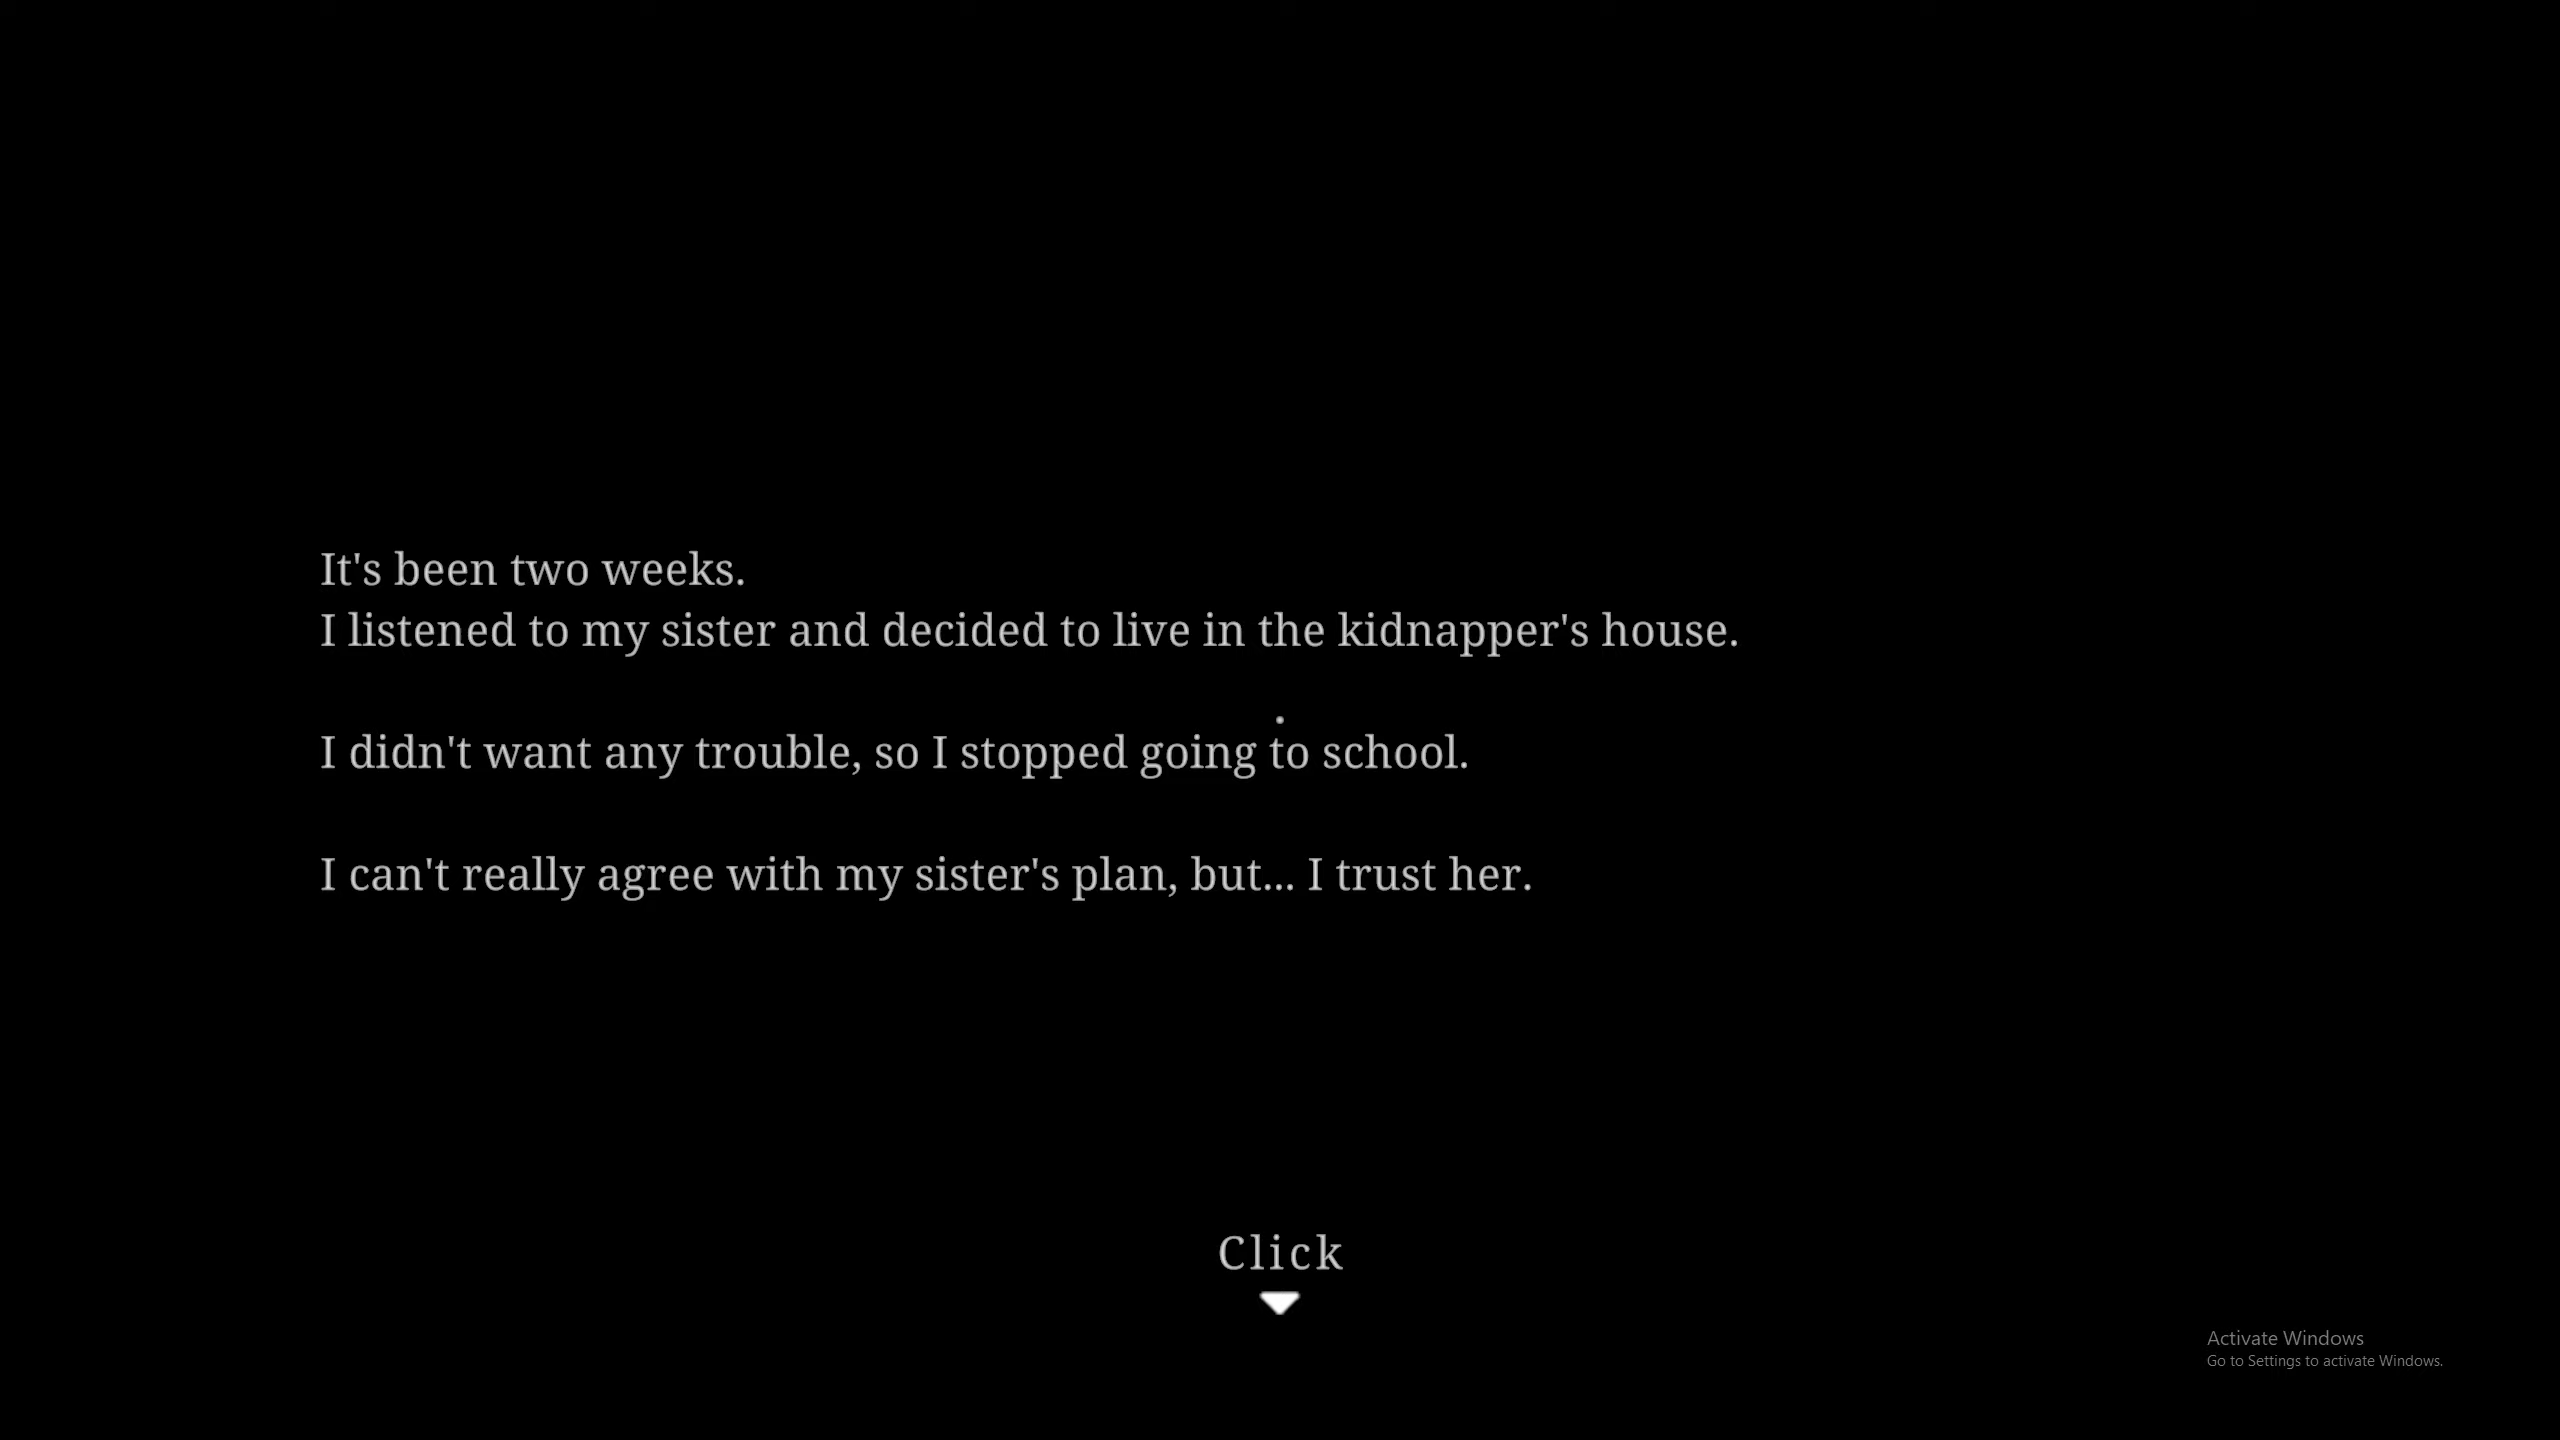 It's been two weeks.
I listened to my sister and decided to live in the kidnapper's house.
I didn't want any trouble, so I stopped going to school.
I can't really agree with my sister's plan, but... I trust her.
Click
Activate Windows
Go to Settings to activate Windows.